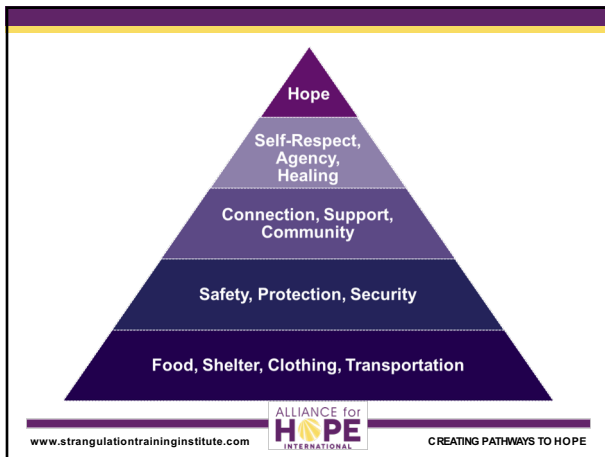 Hope
Self-Respect,
Agency,
Healing
Connection, Support,
Community
Safety, Protection, Security
Food, Shelter, Clothing, Transportation
ALLIANCE for
HOPE
INTERNATIONAL
www.strangulationtraininginstitute.com
CREATING PATHWAYS TO HOPE